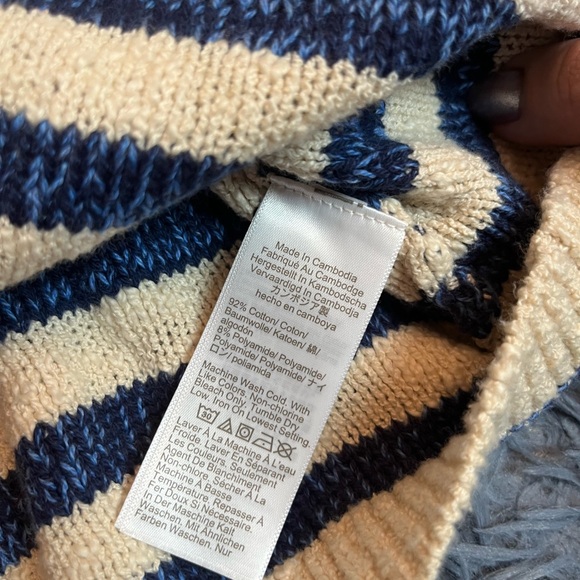 Made In Cambodia
Fabriqué Au Cambodge
Hergestellt In Kambodscha
Vervaardigd In Cambodja
カンボジア製
hecho en camboya
92% Cotton/ Coton/
Baumwolle/ Katoen/ 綿/
algodón
8% Polyamide/ Polyamide/
Polyamide/ Polyamide/ ナイ
ロン/ poliamida
Machine Wash Cold, With
Like Colors, Non-chlorine
Bleach Only, Tumble Dry
Low, Iron On Lowest Setting
30
Laver À La Machine À L'eau
Froide, Laver En Séparant
Les Couleurs, Seulement
Agent De Blanchiment
Non-chlore, Sécher À La
Machine À Basse
Température, Repasser À
Fer Doux Si Nécessaire,
In Der Maschine Kalt
Waschen, Mit Ähnlichen
Farben Waschen, Nur